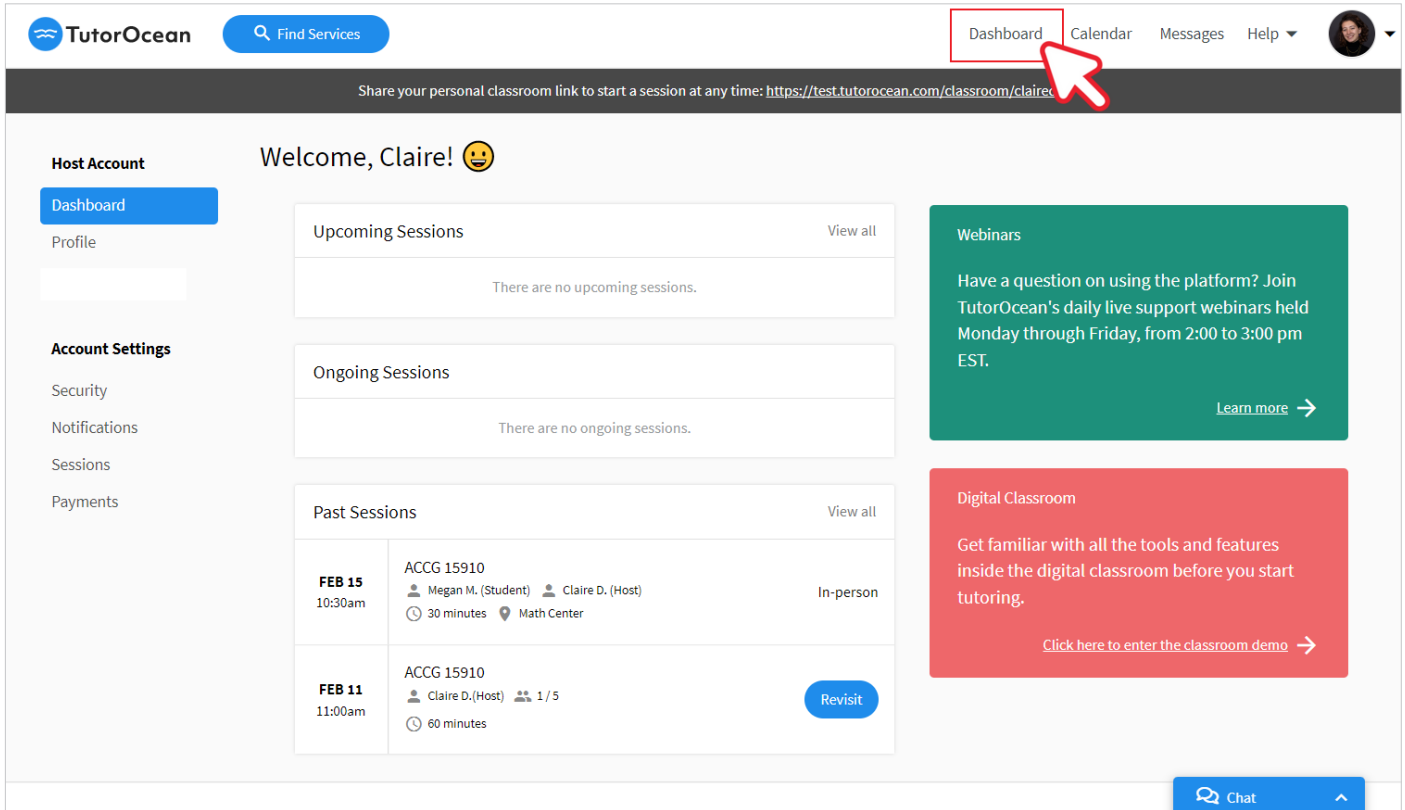 TutorOcean
Find Services
Dashboard
Calendar
Messages
Help
Share your personal classroom link to start a session at any time: https://test.tutorocean.com/classroom/claire
Host Account
Dashboard
Profile
Account Settings
Security
Notifications
Sessions
Payments
Welcome, Claire! 😀
Upcoming Sessions
View all
There are no upcoming sessions.
Ongoing Sessions
There are no ongoing sessions.
Past Sessions
View all
FEB 15
10:30am
ACCG 15910
Megan M. (Student) Claire D. (Host)
30 minutes Math Center
In-person
FEB 11
11:00am
ACCG 15910
Claire D.(Host) 1 / 5
60 minutes
Revisit
Webinars
Have a question on using the platform? Join
TutorOcean's daily live support webinars held
Monday through Friday, from 2:00 to 3:00 pm
EST.
Learn more
Digital Classroom
Get familiar with all the tools and features
inside the digital classroom before you start
tutoring.
Click here to enter the classroom demo
Chat